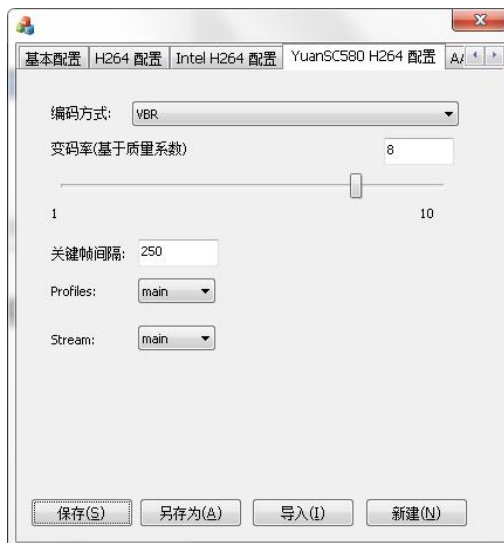 基本配置 H264 配置 Intel H264 配置 YuanSC580 H264 配置
编码方式: VBR
变码率(基于质量系数) 8
1 10
关键帧间隔: 250
Profiles: main
Stream: main
保存(S) 另存为(A) 导入(I) 新建(N)